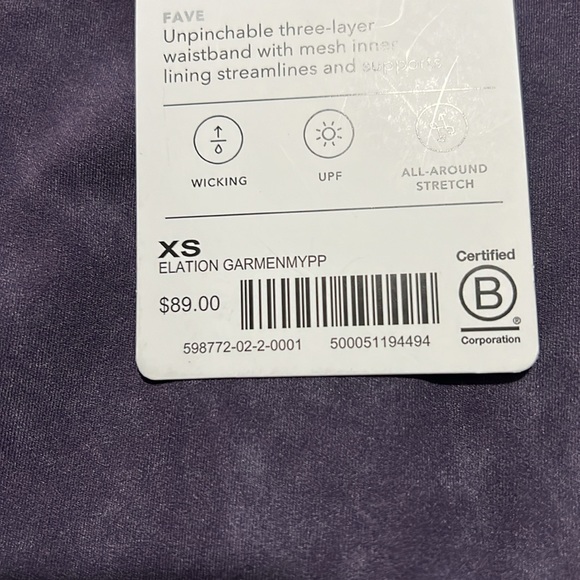 FAVE
Unpinchable three-layer
waistband with mesh inner
lining streamlines and supports
WICKING
UPF
ALL-AROUND
STRETCH
XS
ELATION GARMENMYPP
$89.00
598772-02-2-0001 500051194494
Certified
B
®
Corporation